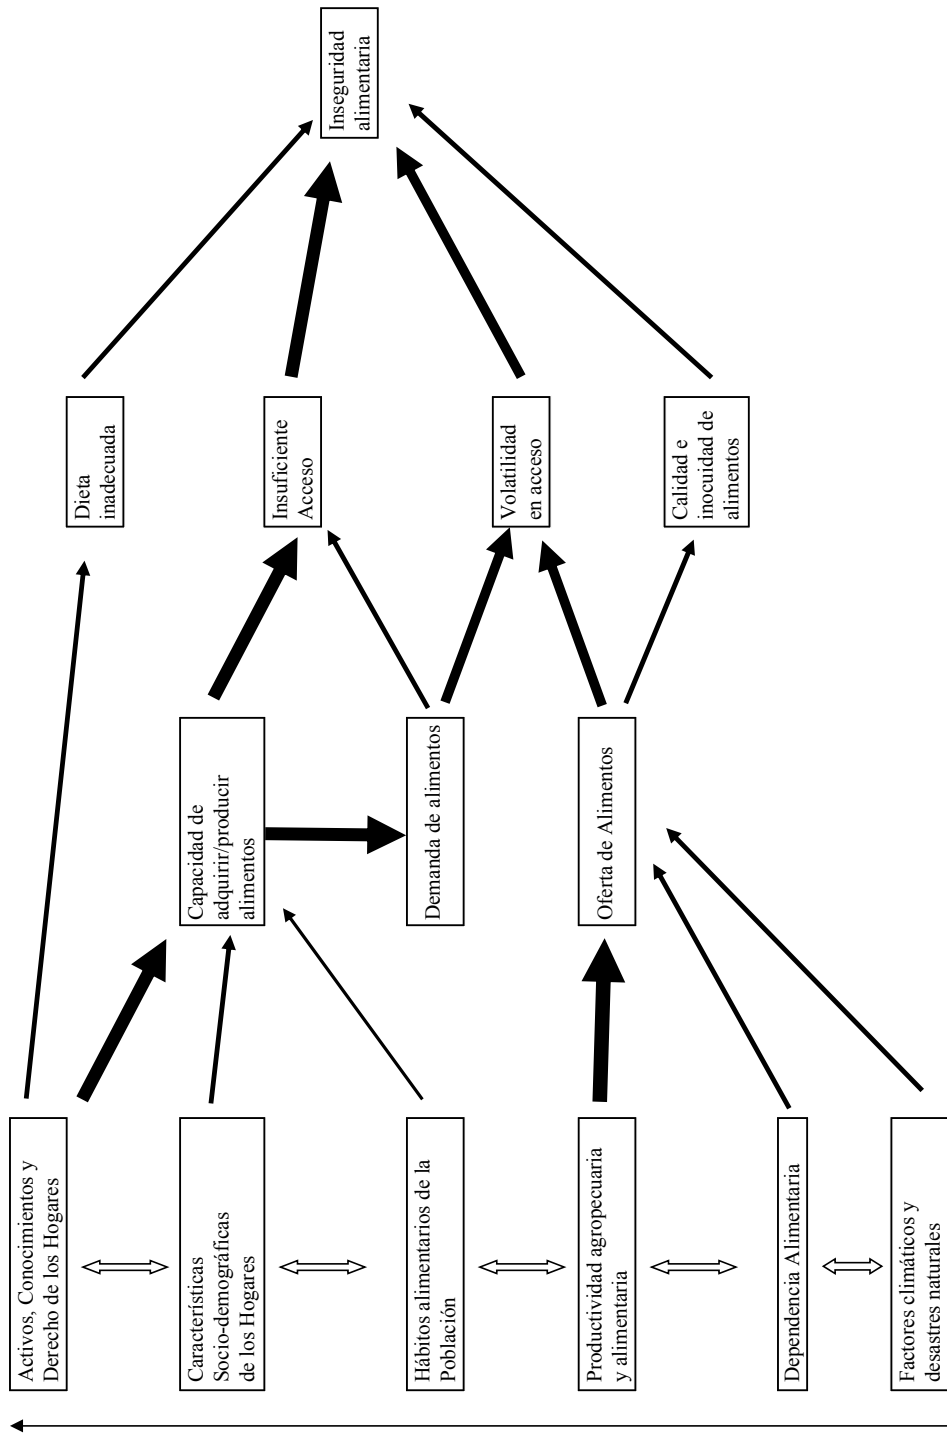 Inseguridad
alimentaria
Dieta
inadecuada
Insuficiente
Acceso
Volatilidad
en acceso
Calidad e
inocuidad de
alimentos
Capacidad de
adquirir/producir
alimentos
Demanda de alimentos
Oferta de Alimentos
Activos, Conocimientos y
Derecho de los Hogares
Características
Socio-demográficas
de los Hogares
Hábitos alimentarios de la
Población
Productividad agropecuaria
y alimentaria
Dependencia Alimentaria
Factores climáticos y
desastres naturales